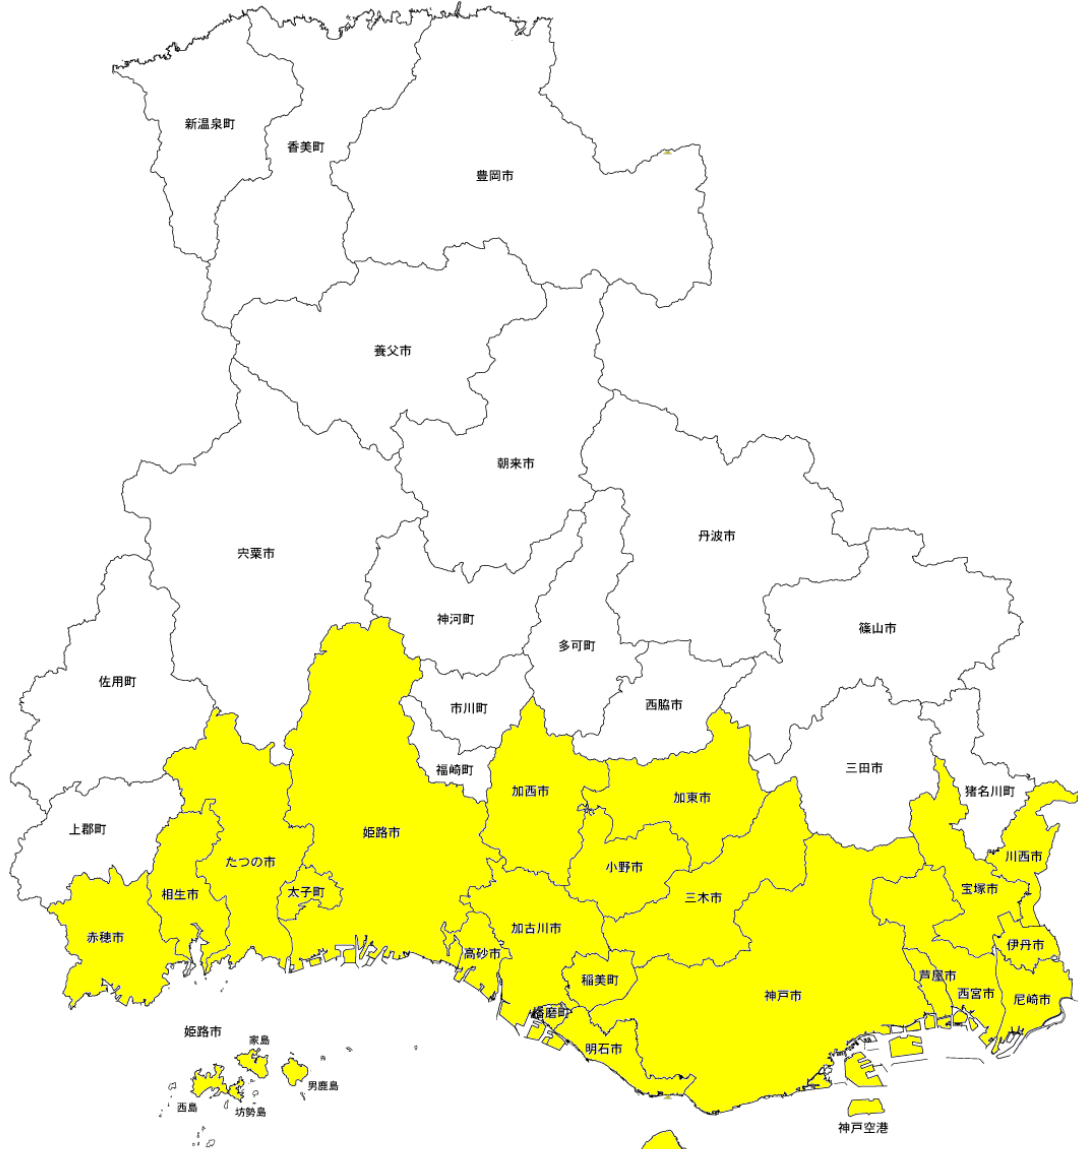 新温泉町
香美町
豊岡市
養父市
朝来市
丹波市
宍粟市
神河町
篠山市
多可町
佐用町
西脇市
市川町
三田市
福崎町
猪名川町
加西市
加東市
上郡町
姫路市
川西市
たつの市
小野市
太子町
宝塚市
相生市
三木市
加古川市
赤穂市
伊丹市
高砂市
芦屋市
稲美町
西宮市
神戸市
尼崎市
播磨町
姫路市
家島
明石市
男鹿島
西島
坊勢島
神戸空港